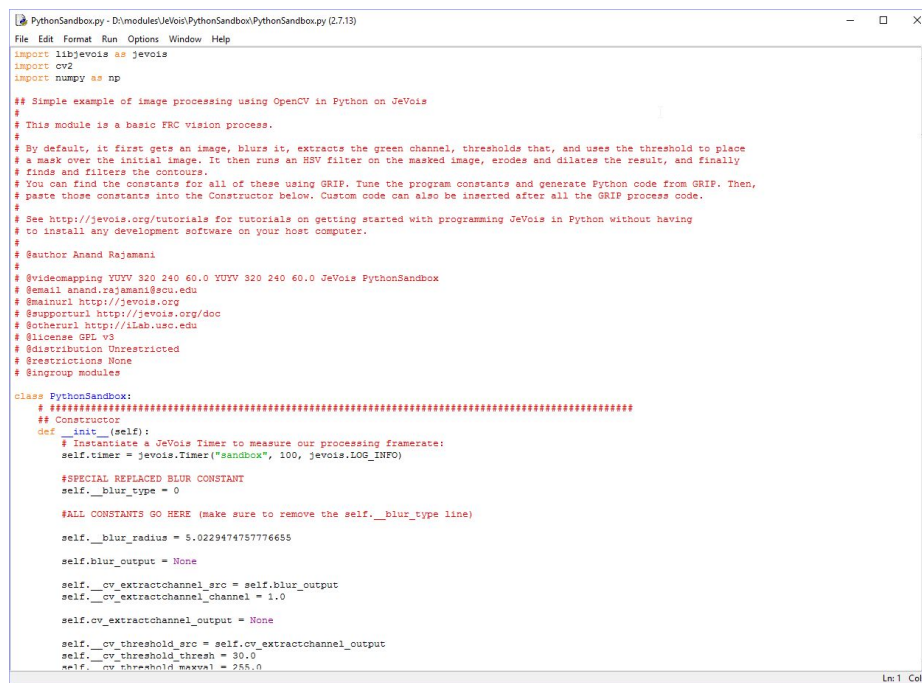 PythonSandbox.py - D:\modules\JeVois\PythonSandbox\PythonSandbox.py (2.7.13)
File Edit Format Run Options Window Help
import libjevois as jevois
import cv2
import numpy as np

## Simple example of image processing using OpenCV in Python on JeVois
#
# This module is a basic FRC vision process.
#
# By default, it first gets an image, blurs it, extracts the green channel, thresholds that, and uses the threshold to place
# a mask over the initial image. It then runs an HSV filter on the masked image, erodes and dilates the result, and finally
# finds and filters the contours.
# You can find the constants for all of these using GRIP. Tune the program constants and generate Python code from GRIP. Then,
# paste those constants into the Constructor below. Custom code can also be inserted after all the GRIP process code.
#
# See http://jevois.org/tutorials for tutorials on getting started with programming JeVois in Python without having
# to install any development software on your host computer.
#
# @author Anand Rajamani
#
# @videomapping YUYV 320 240 60.0 YUYV 320 240 60.0 JeVois PythonSandbox
# @email anand.rajamani@scu.edu
# @mainurl http://jevois.org
# @supporturl http://jevois.org/doc
# @otherurl http://iLab.usc.edu
# @license GPL v3
# @distribution Unrestricted
# @restrictions None
# @ingroup modules

class PythonSandbox:
    # ###################################################################################################
    ## Constructor
    def __init__(self):
        # Instantiate a JeVois Timer to measure our processing framerate:
        self.timer = jevois.Timer("sandbox", 100, jevois.LOG_INFO)

        #SPECIAL REPLACED BLUR CONSTANT
        self.__blur_type = 0

        #ALL CONSTANTS GO HERE (make sure to remove the self.__blur_type line)

        self.__blur_radius = 5.0229474757776655

        self.blur_output = None

        self.__cv_extractchannel_src = self.blur_output
        self.__cv_extractchannel_channel = 1.0

        self.cv_extractchannel_output = None

        self.__cv_threshold_src = self.cv_extractchannel_output
        self.__cv_threshold_thresh = 30.0
        self.__cv_threshold_maxval = 255.0
Ln: 1 Col